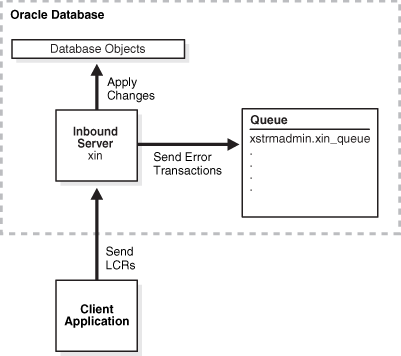 Oracle Database
Database Objects
Apply
Changes
Inbound
Server
xin
Send Error
Transactions
Queue
xstrmadmin.xin_queue
.
.
.
.
Send
LCRs
Client
Application